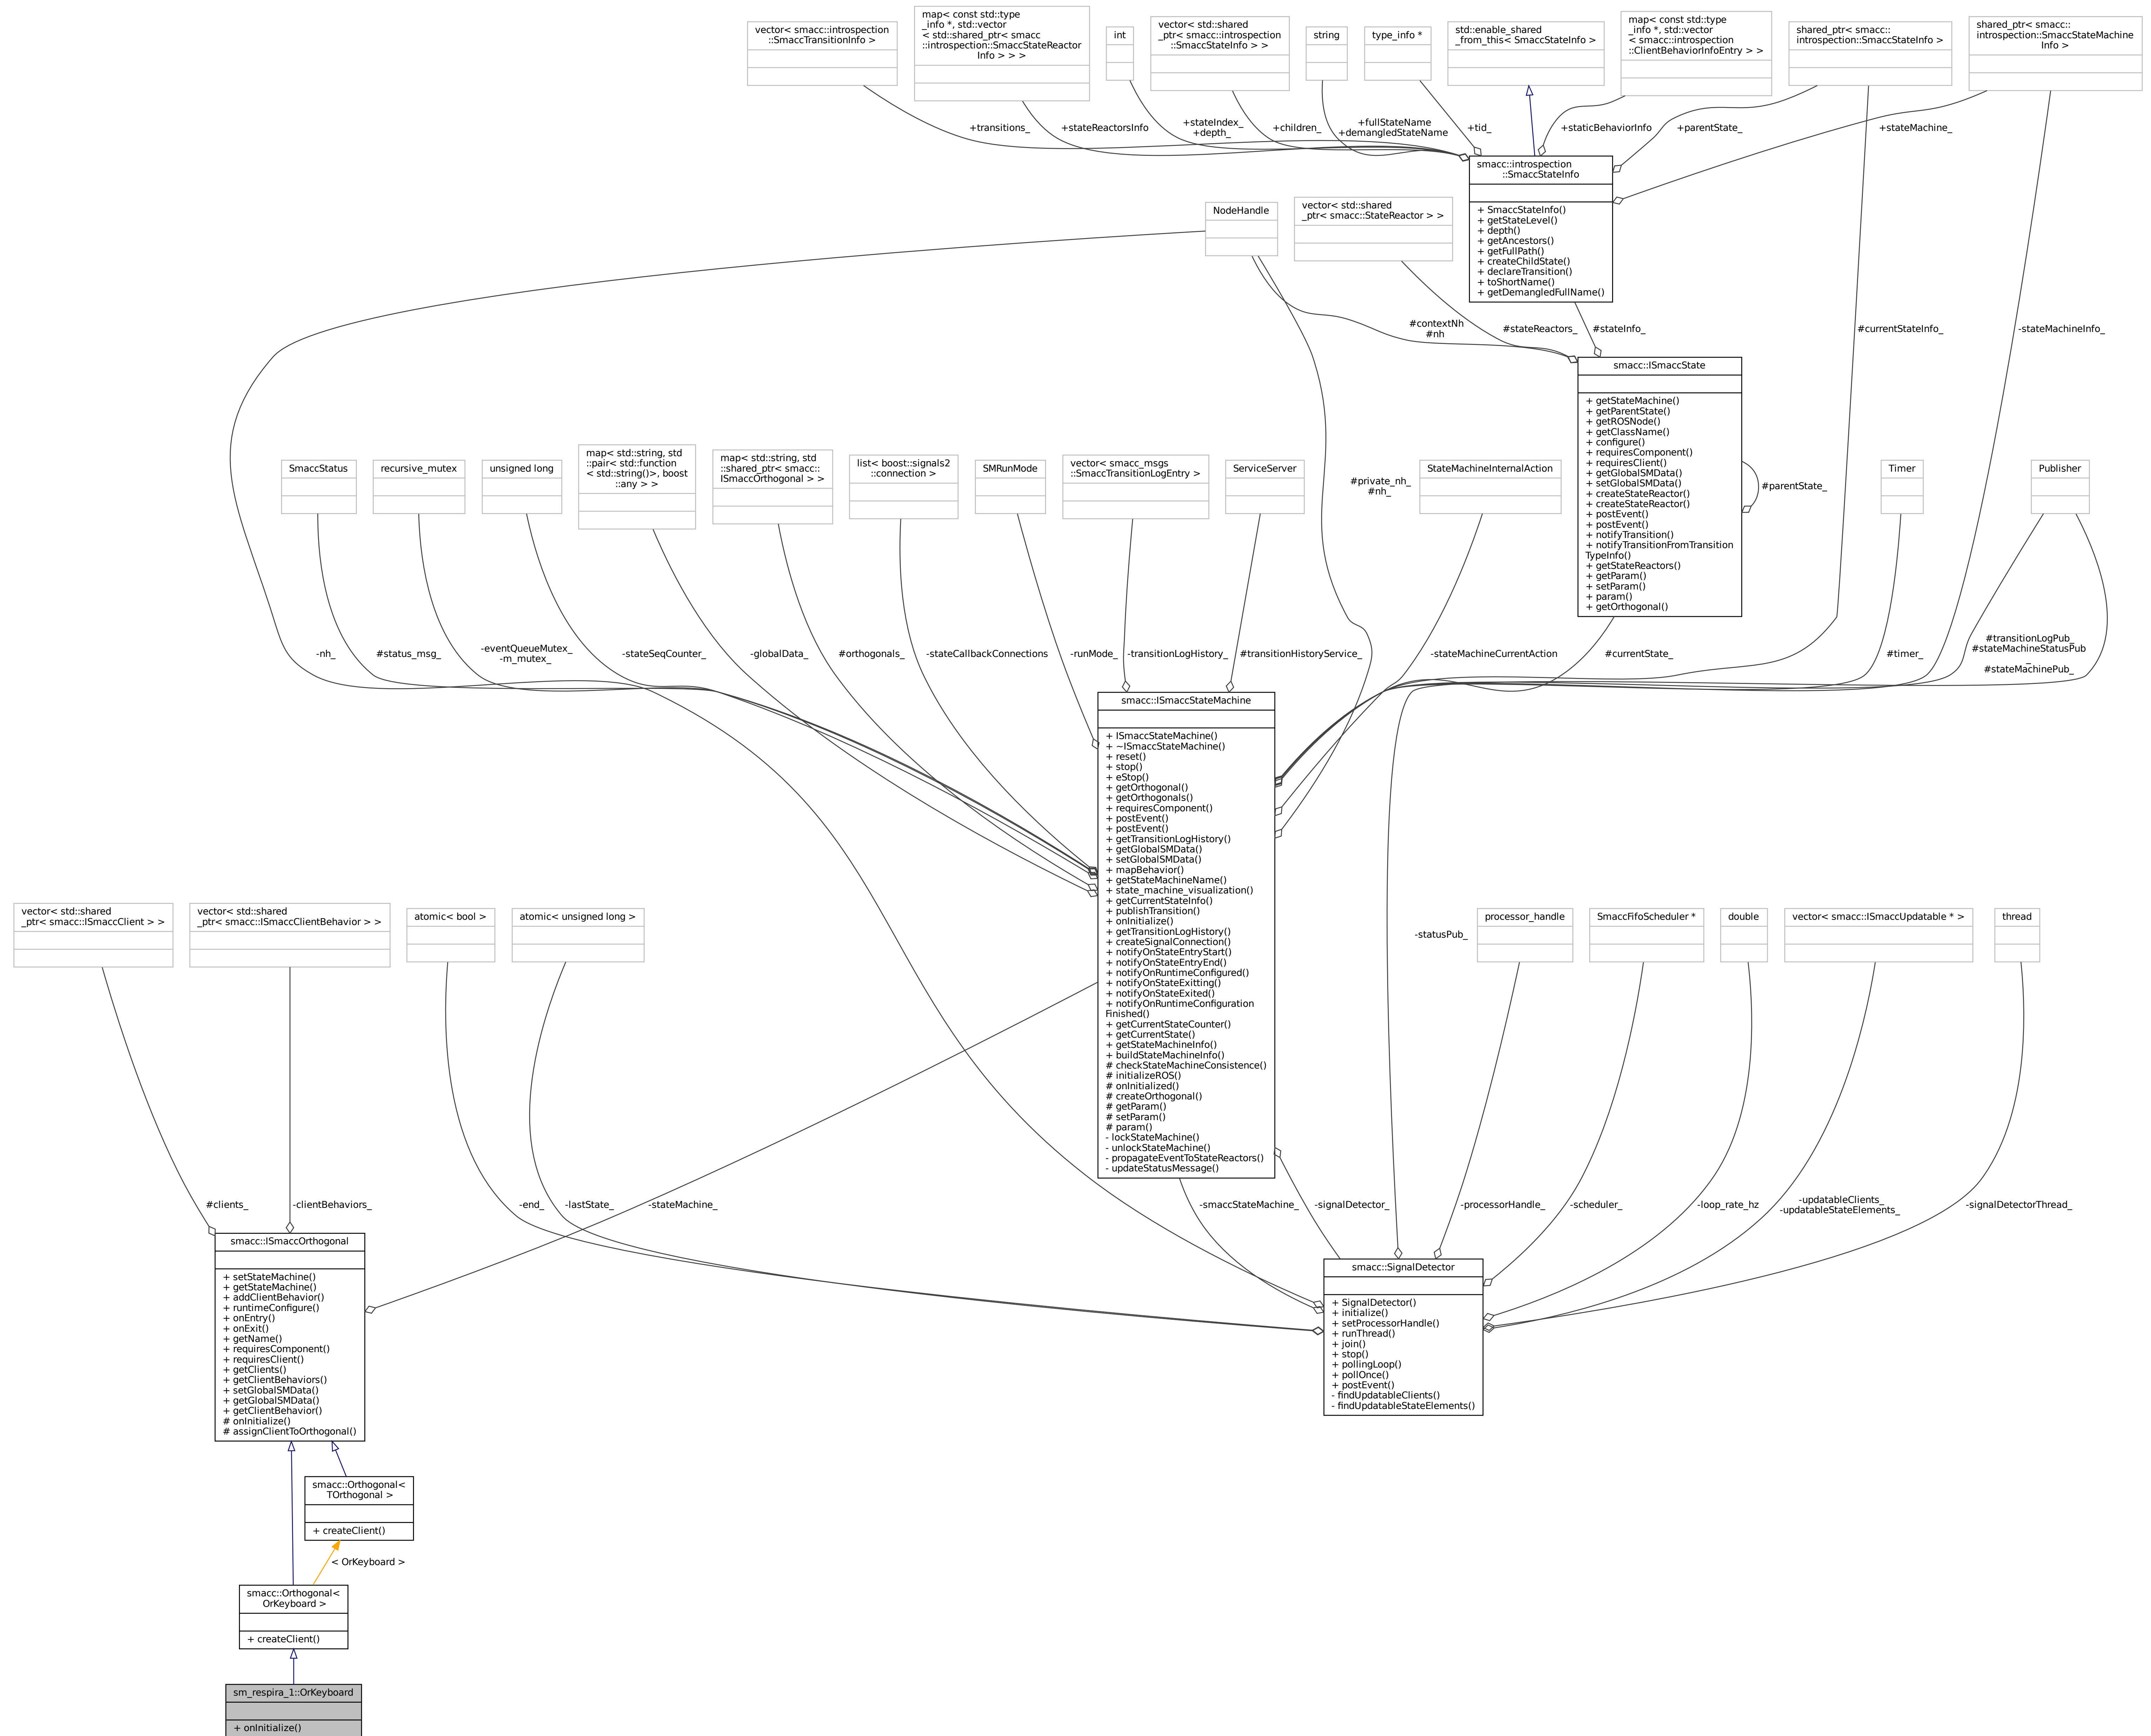 vector< smacc::introspection
::SmaccTransitionInfo >
map< const std::type
_info *, std::vector
< std::shared_ptr< smacc
::introspection::SmaccStateReactor
Info > > >
int
vector< std::shared
_ptr< smacc::introspection
::SmaccStateInfo > >
string
type_info *
std::enable_shared
_from_this< SmaccStateInfo >
map< const std::type
_info *, std::vector
< smacc::introspection
::ClientBehaviorInfoEntry > >
shared_ptr< smacc::
introspection::SmaccStateInfo >
shared_ptr< smacc::
introspection::SmaccStateMachine
Info >
+transitions_
+stateReactorsInfo
+stateIndex_
+depth_
+children_
+fullStateName
+demangledStateName
+tid_
+staticBehaviorInfo
+parentState_
+stateMachine_
smacc::introspection
::SmaccStateInfo
+ SmaccStateInfo()
+ getStateLevel()
+ depth()
+ getAncestors()
+ getFullPath()
+ createChildState()
+ declareTransition()
+ toShortName()
+ getDemangledFullName()
NodeHandle
vector< std::shared
_ptr< smacc::StateReactor > >
#contextNh
#nh
#stateReactors_
#stateInfo_
#currentStateInfo_
-stateMachineInfo_
smacc::ISmaccState
+ getStateMachine()
+ getParentState()
+ getROSNode()
+ getClassName()
+ configure()
+ requiresComponent()
+ requiresClient()
+ getGlobalSMData()
+ setGlobalSMData()
+ createStateReactor()
+ createStateReactor()
+ postEvent()
+ postEvent()
+ notifyTransition()
+ notifyTransitionFromTransition
TypeInfo()
+ getStateReactors()
+ getParam()
+ setParam()
+ param()
+ getOrthogonal()
#parentState_
SmaccStatus
recursive_mutex
unsigned long
map< std::string, std
::pair< std::function
< std::string()>, boost
::any > >
map< std::string, std
::shared_ptr< smacc::
ISmaccOrthogonal > >
list< boost::signals2
::connection >
SMRunMode
vector< smacc_msgs
::SmaccTransitionLogEntry >
ServiceServer
#private_nh_
#nh_
StateMachineInternalAction
Timer
Publisher
-nh_
#status_msg_
-eventQueueMutex_
-m_mutex_
-stateSeqCounter_
-globalData_
#orthogonals_
-stateCallbackConnections
-runMode_
-transitionLogHistory_
#transitionHistoryService_
-stateMachineCurrentAction
#currentState_
#timer_
#transitionLogPub_
#stateMachineStatusPub
_
#stateMachinePub_
smacc::ISmaccStateMachine
+ ISmaccStateMachine()
+ ~ISmaccStateMachine()
+ reset()
+ stop()
+ eStop()
+ getOrthogonal()
+ getOrthogonals()
+ requiresComponent()
+ postEvent()
+ postEvent()
+ getTransitionLogHistory()
+ getGlobalSMData()
+ setGlobalSMData()
+ mapBehavior()
+ getStateMachineName()
+ state_machine_visualization()
+ getCurrentStateInfo()
+ publishTransition()
+ onInitialize()
+ getTransitionLogHistory()
+ createSignalConnection()
+ notifyOnStateEntryStart()
+ notifyOnStateEntryEnd()
+ notifyOnRuntimeConfigured()
+ notifyOnStateExitting()
+ notifyOnStateExited()
+ notifyOnRuntimeConfiguration
Finished()
+ getCurrentStateCounter()
+ getCurrentState()
+ getStateMachineInfo()
+ buildStateMachineInfo()
# checkStateMachineConsistence()
# initializeROS()
# onInitialized()
# createOrthogonal()
# getParam()
# setParam()
# param()
- lockStateMachine()
- unlockStateMachine()
- propagateEventToStateReactors()
- updateStatusMessage()
vector< std::shared
_ptr< smacc::ISmaccClient > >
vector< std::shared
_ptr< smacc::ISmaccClientBehavior > >
atomic< bool >
atomic< unsigned long >
-statusPub_
processor_handle
SmaccFifoScheduler *
double
vector< smacc::ISmaccUpdatable * >
thread
#clients_
-clientBehaviors_
-end_
-lastState_
-stateMachine_
-smaccStateMachine_
-signalDetector_
-processorHandle_
-scheduler_
-loop_rate_hz
-updatableClients_
-updatableStateElements_
-signalDetectorThread_
smacc::ISmaccOrthogonal
+ setStateMachine()
+ getStateMachine()
+ addClientBehavior()
+ runtimeConfigure()
+ onEntry()
+ onExit()
+ getName()
+ requiresComponent()
+ requiresClient()
+ getClients()
+ getClientBehaviors()
+ setGlobalSMData()
+ getGlobalSMData()
+ getClientBehavior()
# onInitialize()
# assignClientToOrthogonal()
smacc::SignalDetector
+ SignalDetector()
+ initialize()
+ setProcessorHandle()
+ runThread()
+ join()
+ stop()
+ pollingLoop()
+ pollOnce()
+ postEvent()
- findUpdatableClients()
- findUpdatableStateElements()
smacc::Orthogonal<
TOrthogonal >
+ createClient()
< OrKeyboard >
smacc::Orthogonal<
OrKeyboard >
+ createClient()
sm_respira_1::OrKeyboard
+ onInitialize()